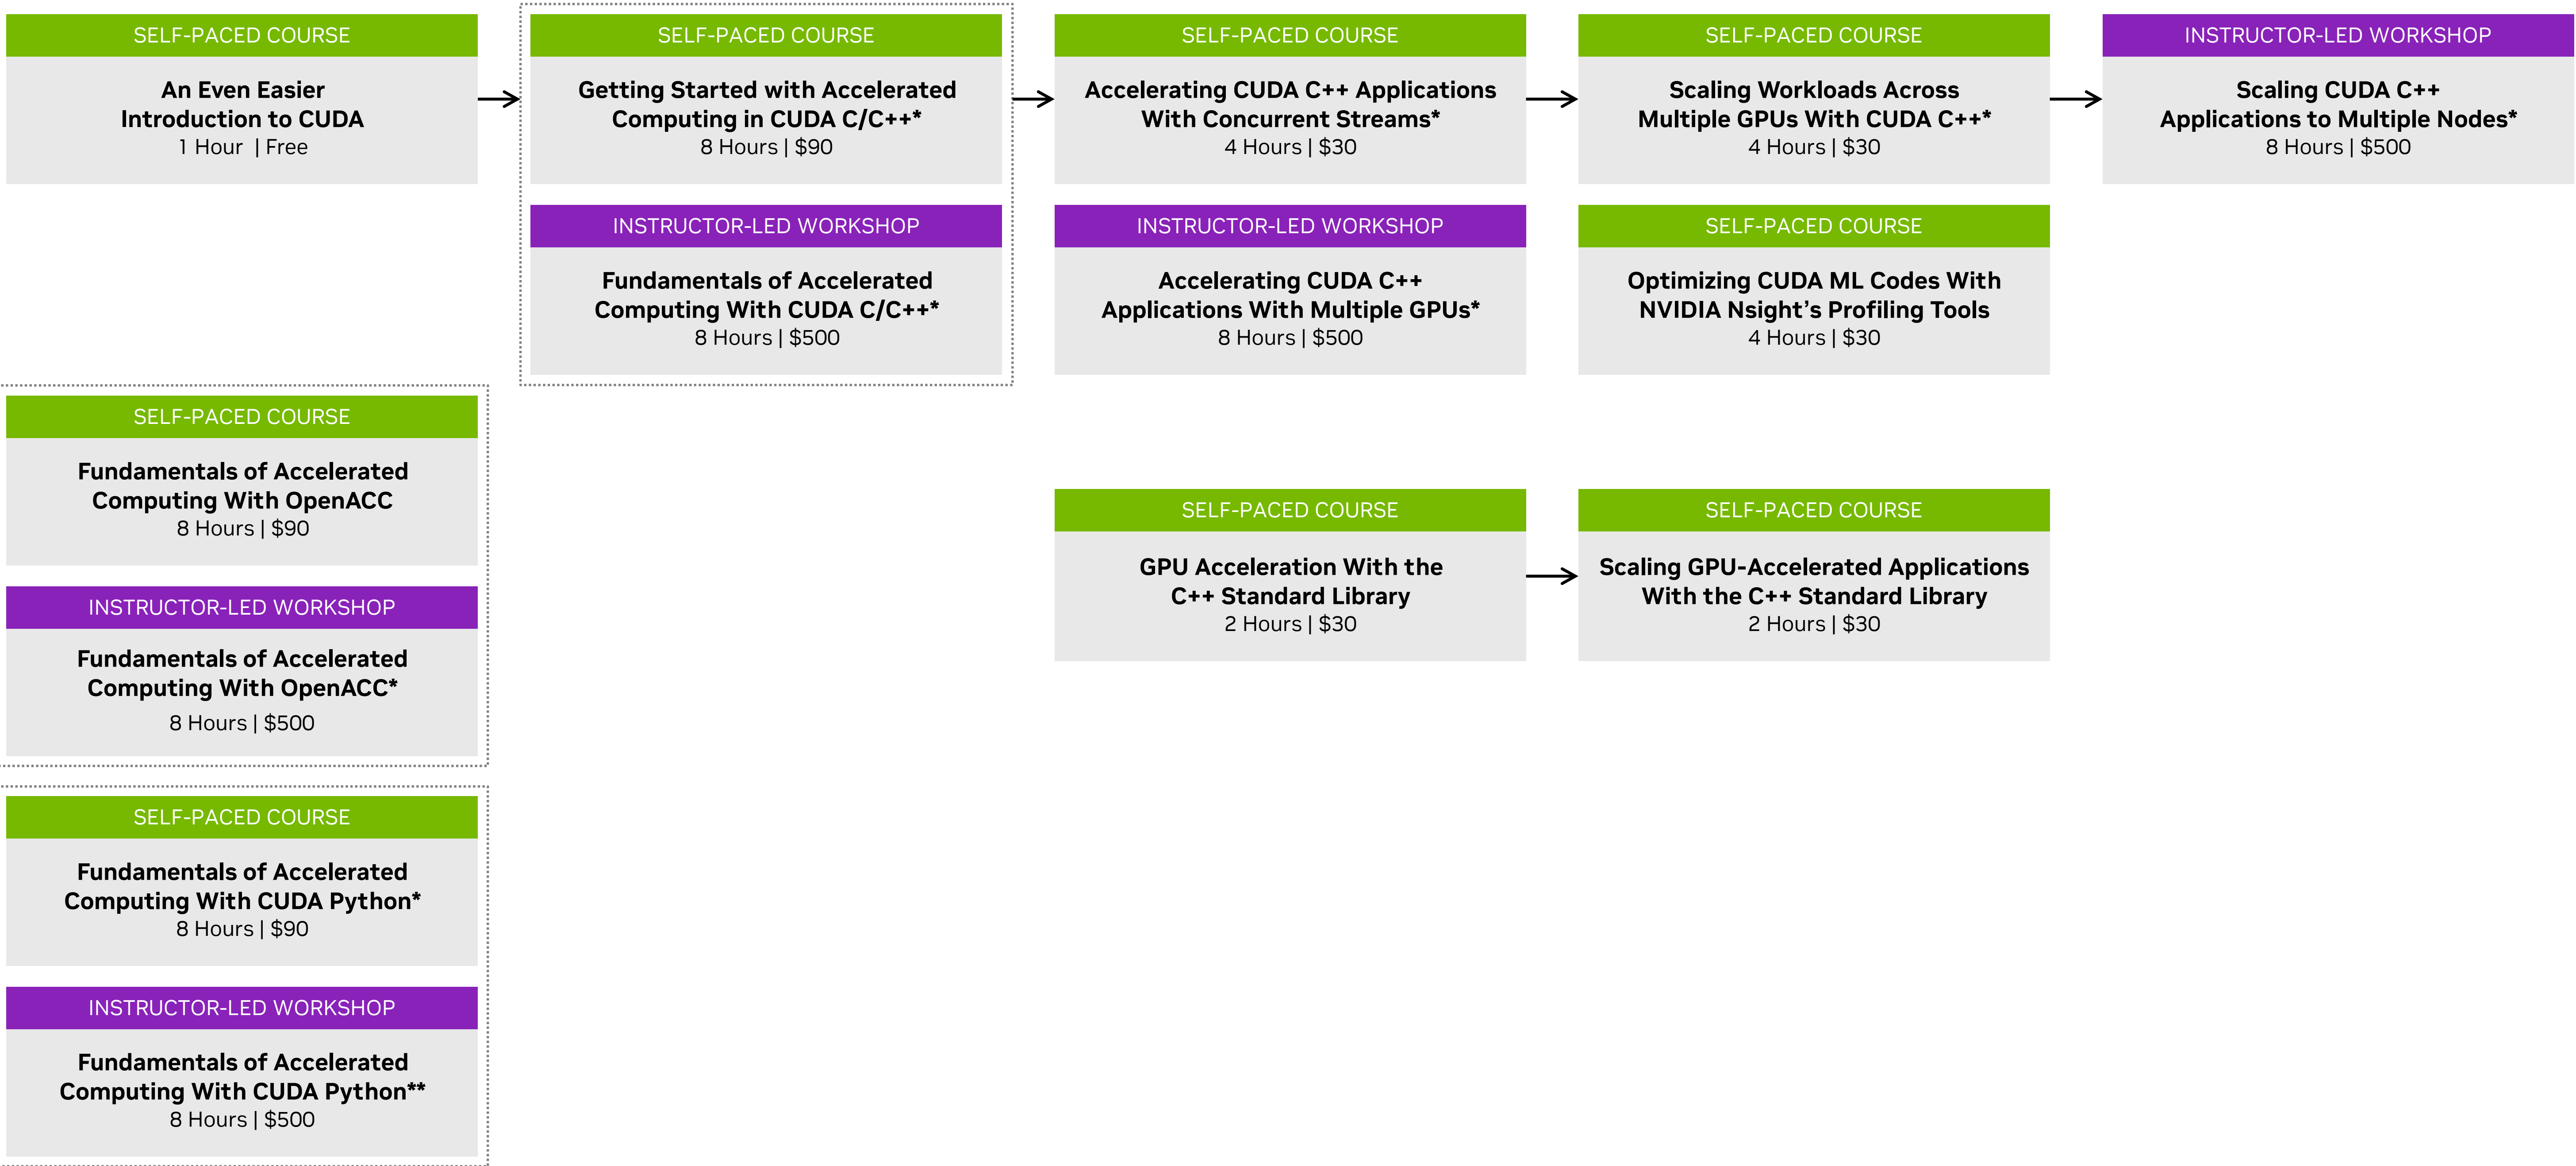 SELF-PACED COURSE
An Even Easier
Introduction to CUDA
1 Hour | Free
SELF-PACED COURSE
Getting Started with Accelerated
Computing in CUDA C/C++*
8 Hours | $90
SELF-PACED COURSE
Accelerating CUDA C++ Applications
With Concurrent Streams*
4 Hours | $30
SELF-PACED COURSE
Scaling Workloads Across
Multiple GPUs With CUDA C++*
4 Hours | $30
INSTRUCTOR-LED WORKSHOP
Scaling CUDA C++
Applications to Multiple Nodes*
8 Hours | $500
INSTRUCTOR-LED WORKSHOP
Fundamentals of Accelerated
Computing With CUDA C/C++*
8 Hours | $500
INSTRUCTOR-LED WORKSHOP
Accelerating CUDA C++
Applications With Multiple GPUs*
8 Hours | $500
SELF-PACED COURSE
Optimizing CUDA ML Codes With
NVIDIA Nsight’s Profiling Tools
4 Hours | $30
SELF-PACED COURSE
Fundamentals of Accelerated
Computing With OpenACC
8 Hours | $90
SELF-PACED COURSE
GPU Acceleration With the
C++ Standard Library
2 Hours | $30
SELF-PACED COURSE
Scaling GPU-Accelerated Applications
With the C++ Standard Library
2 Hours | $30
INSTRUCTOR-LED WORKSHOP
Fundamentals of Accelerated
Computing With OpenACC*
8 Hours | $500
SELF-PACED COURSE
Fundamentals of Accelerated
Computing With CUDA Python*
8 Hours | $90
INSTRUCTOR-LED WORKSHOP
Fundamentals of Accelerated
Computing With CUDA Python**
8 Hours | $500